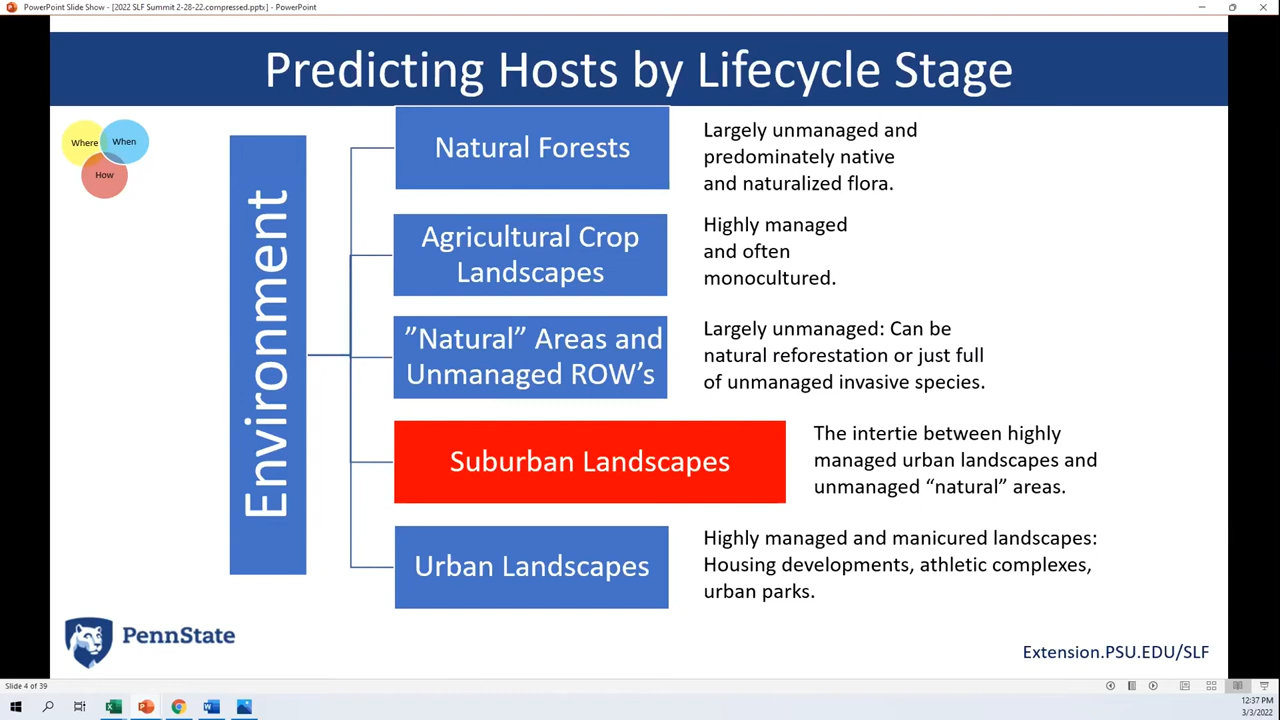 PowerPoint Slide Show - [2022 SLF Summit 2-28-22.compressed.pptx] - PowerPoint
Predicting Hosts by Lifecycle Stage
Where
When
How
Environment
Natural Forests
Largely unmanaged and
predominately native
and naturalized flora.
Agricultural Crop
Landscapes
Highly managed
and often
monocultured.
”Natural” Areas and
Unmanaged ROW’s
Largely unmanaged: Can be
natural reforestation or just full
of unmanaged invasive species.
Suburban Landscapes
The intertie between highly
managed urban landscapes and
unmanaged “natural” areas.
Urban Landscapes
Highly managed and manicured landscapes:
Housing developments, athletic complexes,
urban parks.
PennState
Extension.PSU.EDU/SLF
Slide 4 of 39
12:37 PM
3/3/2022